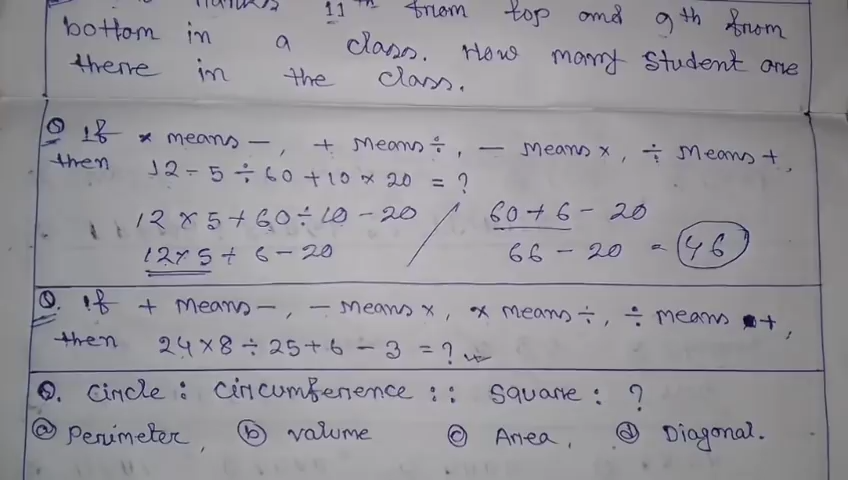 11th from top and 9th from
bottom in a class. How many student are
there in the class.
Q If × means −, + means ÷, − means ×, ÷ means +,
then 12 − 5 ÷ 60 + 10 × 20 = ?
12 × 5 + 60 ÷ 10 − 20
12×5 + 6 − 20
60 + 6 − 20
66 − 20 = 46
Q. If + means −, − means ×, × means ÷, ÷ means +,
then 24 × 8 ÷ 25 + 6 − 3 = ?
Q. Circle : Circumference :: Square : ?
(a) Perimeter, (b) valume (c) Area, (d) Diagonal.